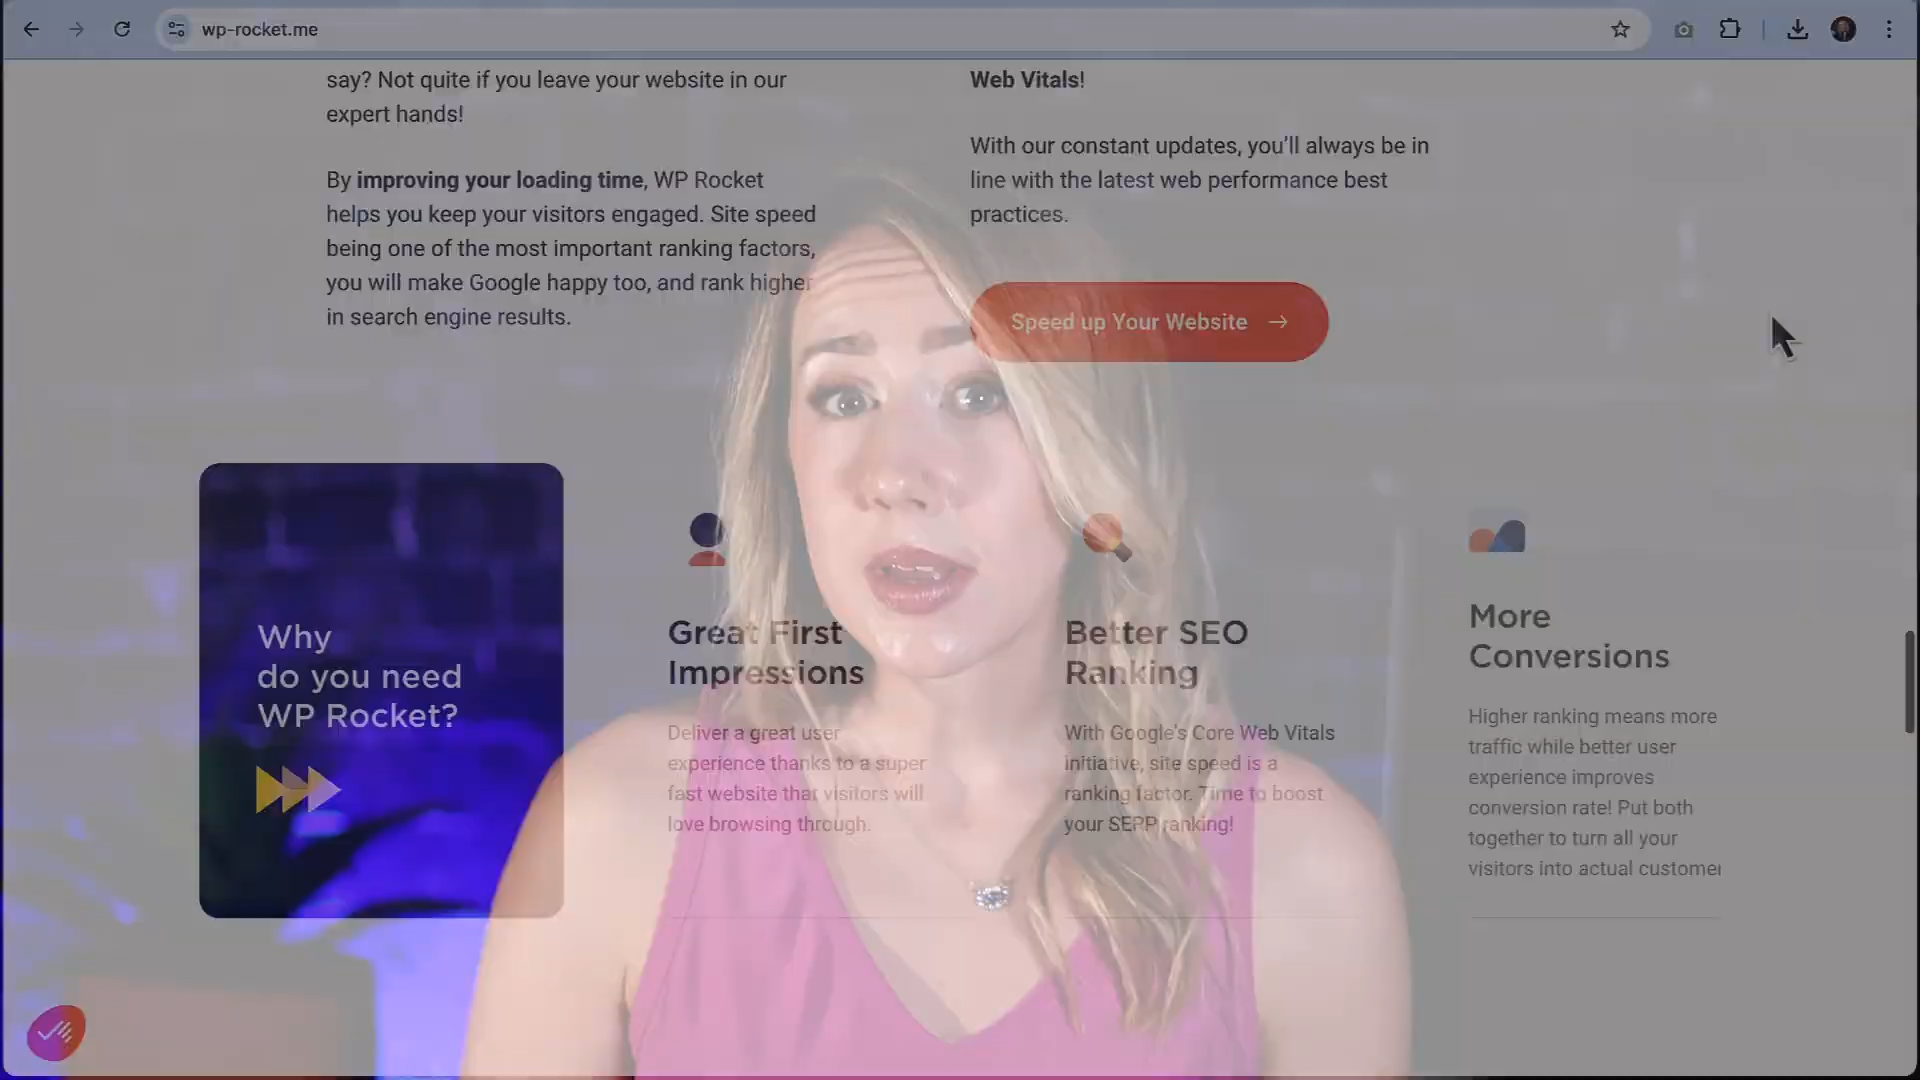 wp-rocket.me
say? Not quite if you leave your website in our
expert hands!
By improving your loading time, WP Rocket
helps you keep your visitors engaged. Site speed
being one of the most important ranking factors,
you will make Google happy too, and rank higher
in search engine results.
Web Vitals!
With our constant updates, you'll always be in
line with the latest web performance best
practices.
Speed up Your Website →
Why
do you need
WP Rocket?
Great First
Impressions
Deliver a great user
experience thanks to a super
fast website that visitors will
love browsing through.
Better SEO
Ranking
With Google's Core Web Vitals
initiative, site speed is a
ranking factor. Time to boost
your SERP ranking!
More
Conversions
Higher ranking means more
traffic while better user
experience improves
conversion rate! Put both
together to turn all your
visitors into actual customer